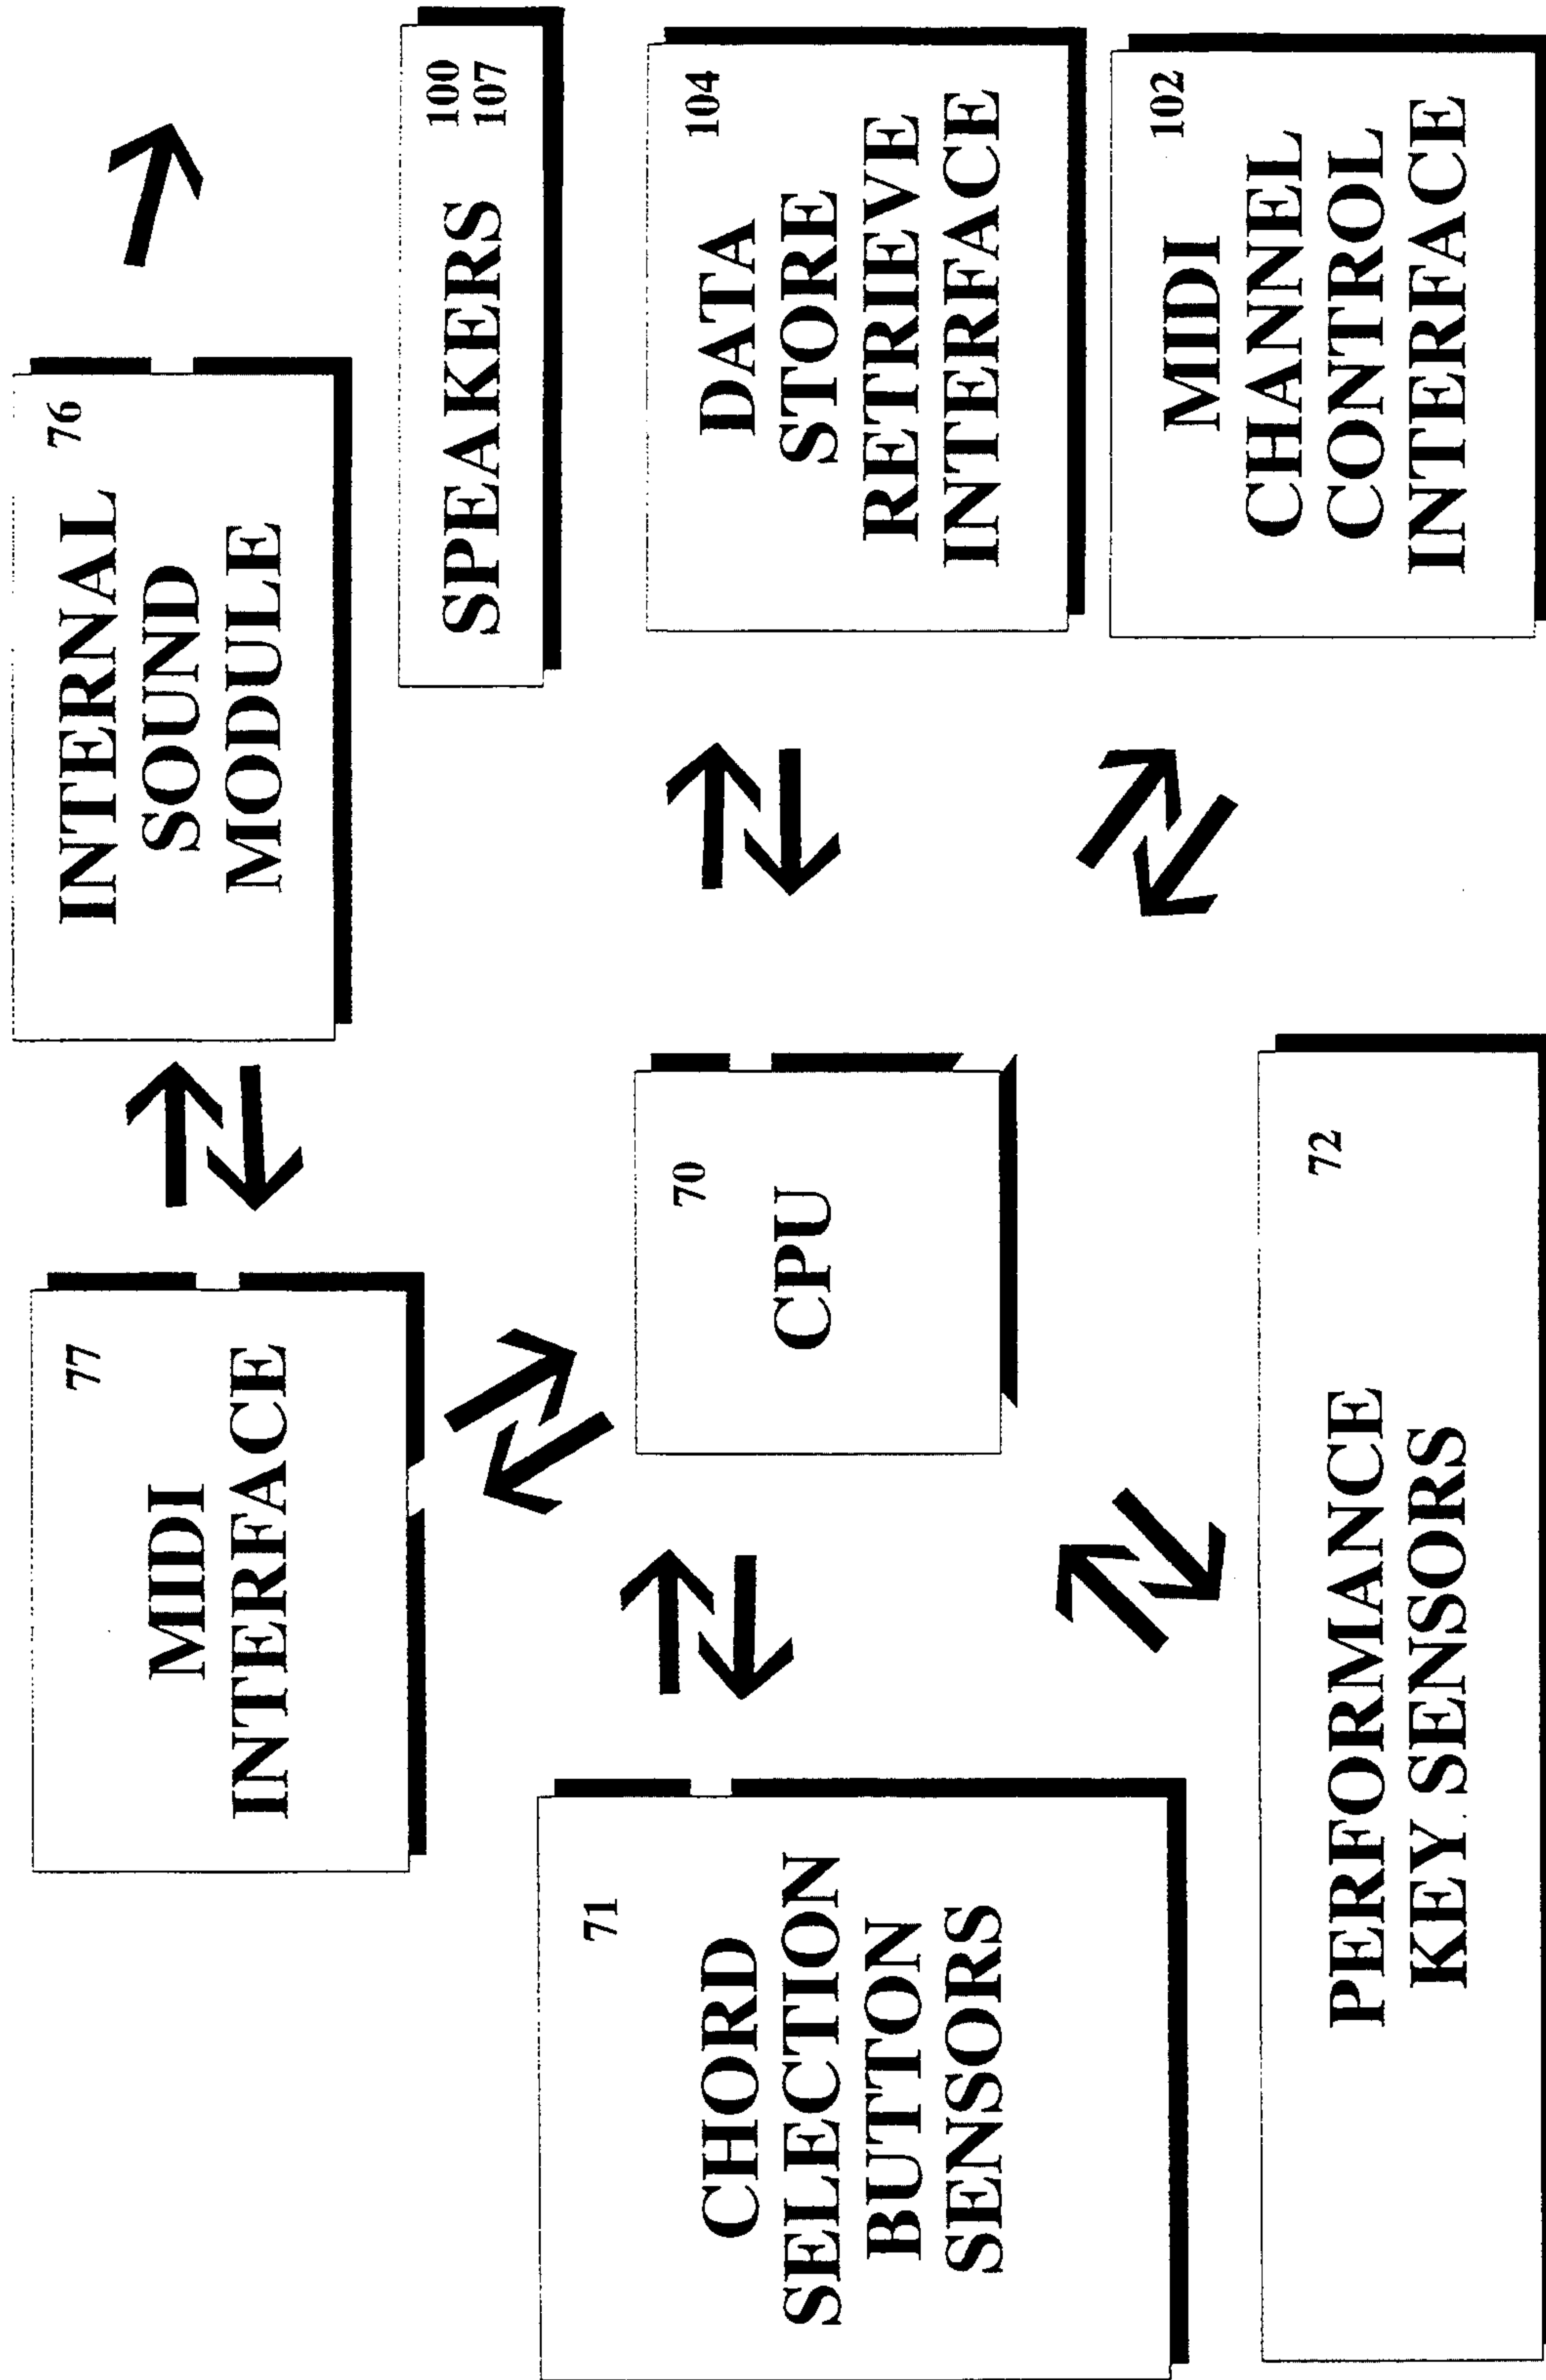 77
MIDI
INTERFACE
76
INTERNAL
SOUND
MODULE
100
107
SPEAKERS
71
CHORD
SELECTION
BUTTON
SENSORS
70
CPU
104
DATA
STORE
RETRIEVE
INTERFACE
72
PERFORMANCE
KEY SENSORS
102
MIDI
CHANNEL
CONTROL
INTERFACE